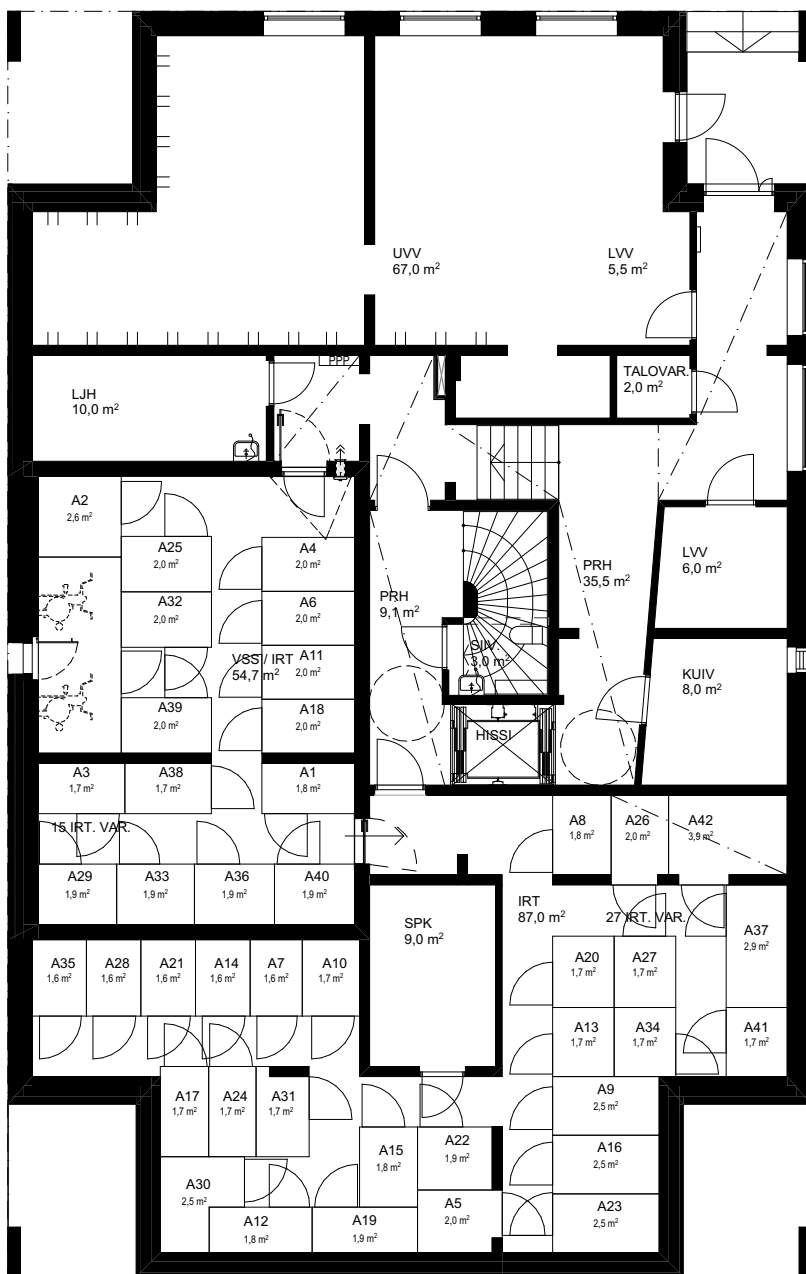 UVV
67,0 m²
LVV
5,5 m²
PPP
LJH
10,0 m²
TALOVAR.
2,0 m²
A2
2,6 m²
A25
2,0 m²
A4
2,0 m²
A32
2,0 m²
A6
2,0 m²
VSS / IRT
54,7 m²
A11
2,0 m²
A39
2,0 m²
A18
2,0 m²
PRH
9,1 m²
SIIV.
3,0 m²
PRH
35,5 m²
LVV
6,0 m²
KUIV
8,0 m²
HISSI
A3
1,7 m²
A38
1,7 m²
A1
1,8 m²
15 IRT. VAR.
A29
1,9 m²
A33
1,9 m²
A36
1,9 m²
A40
1,9 m²
A8
1,8 m²
A26
2,0 m²
A42
3,9 m²
SPK
9,0 m²
IRT
87,0 m²
27 IRT. VAR.
A37
2,9 m²
A35
1,6 m²
A28
1,6 m²
A21
1,6 m²
A14
1,6 m²
A7
1,6 m²
A10
1,7 m²
A20
1,7 m²
A27
1,7 m²
A13
1,7 m²
A34
1,7 m²
A41
1,7 m²
A17
1,7 m²
A24
1,7 m²
A31
1,7 m²
A9
2,5 m²
A15
1,8 m²
A22
1,9 m²
A16
2,5 m²
A30
2,5 m²
A12
1,8 m²
A19
1,9 m²
A5
2,0 m²
A23
2,5 m²